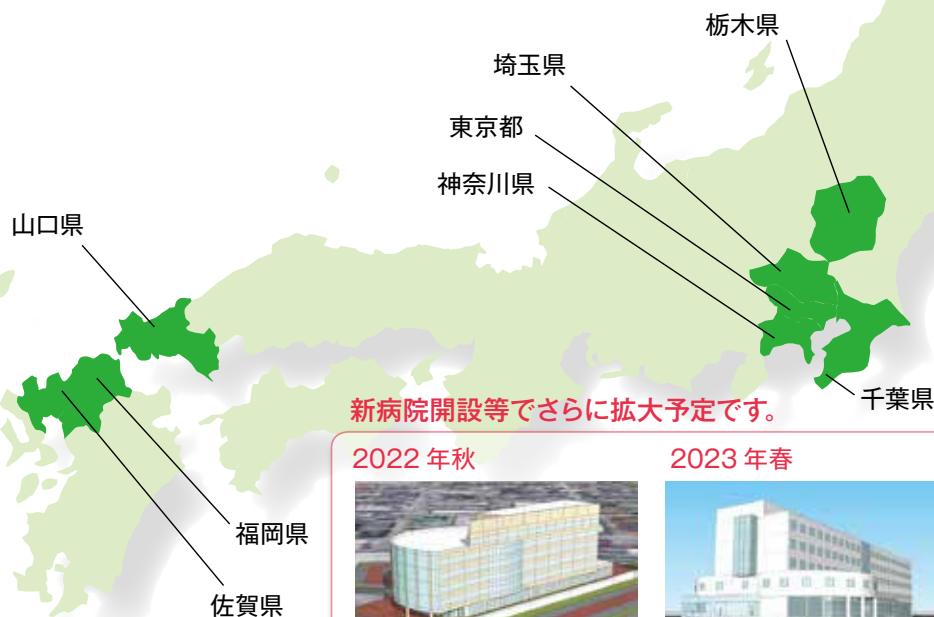 栃木県
埼玉県
東京都
神奈川県
山口県
千葉県
福岡県
佐賀県
新病院開設等でさらに拡大予定です。
2022 年秋
2023 年春